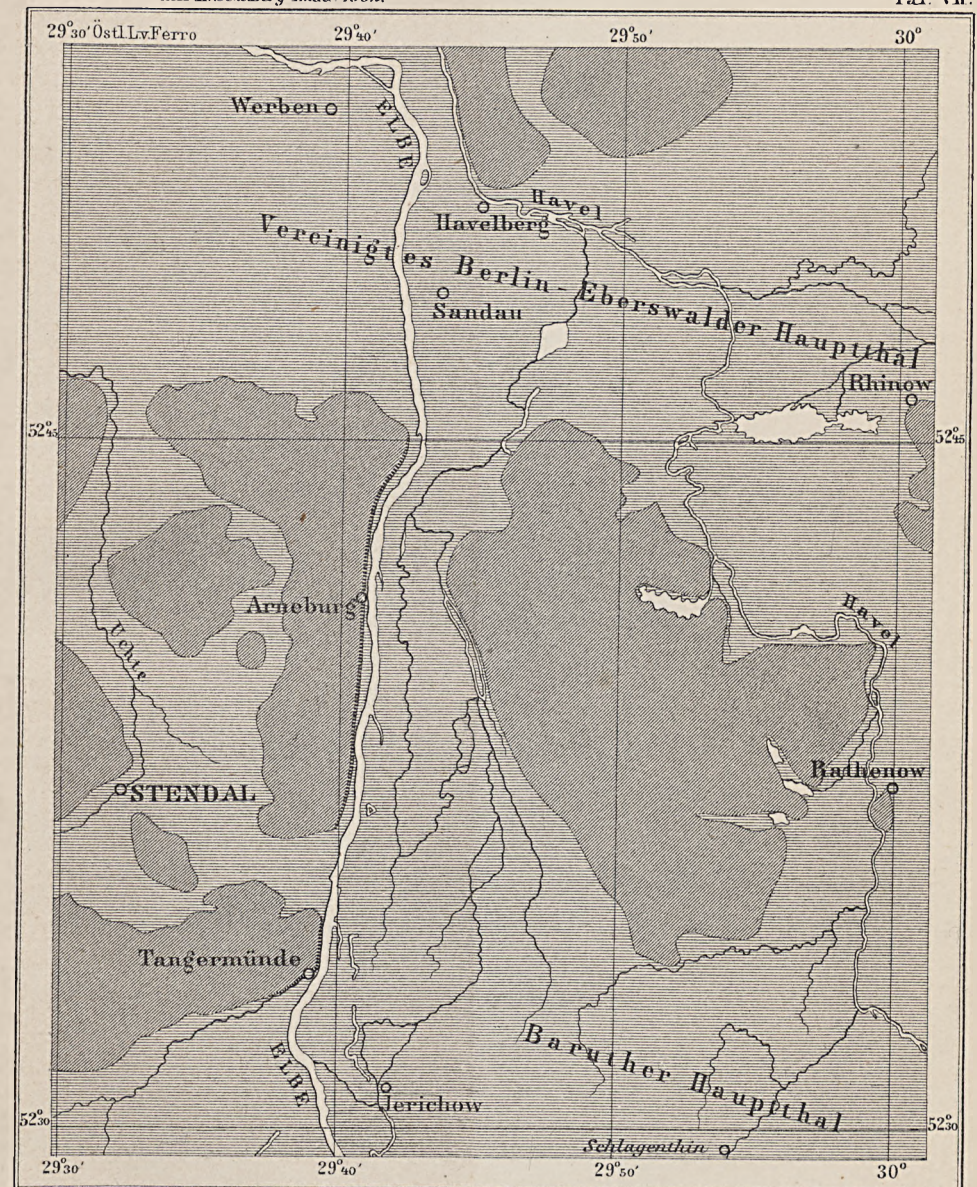 Taf. VII.
29°30' Östl.L.v.Ferro
29°40'
29°50'
30°
Werben
ELBE
Havel
Havelberg
Vereinigtes Berlin-Eberswalder Hauptthal
Sandau
Rhinow
52°45
52°45
Arneburg
Havel
Uchte
Rathenow
STENDAL
Tangermünde
Baruther Hauptthal
ELBE
Jerichow
52°30
52°30
Schlagenthin
29°30'
29°40'
29°50'
30°